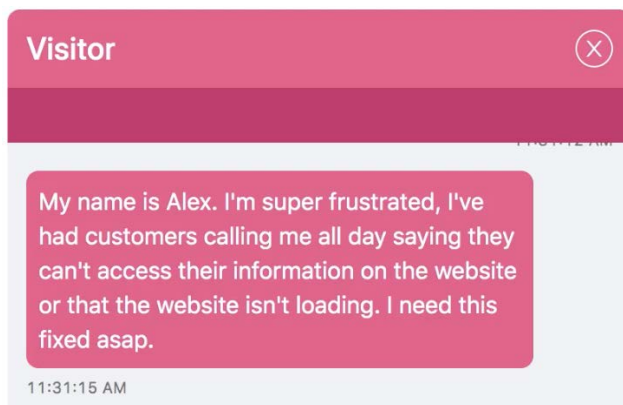 Visitor
My name is Alex. I'm super frustrated, I've
had customers calling me all day saying they
can't access their information on the website
or that the website isn't loading. I need this
fixed asap.
11:31:15 AM